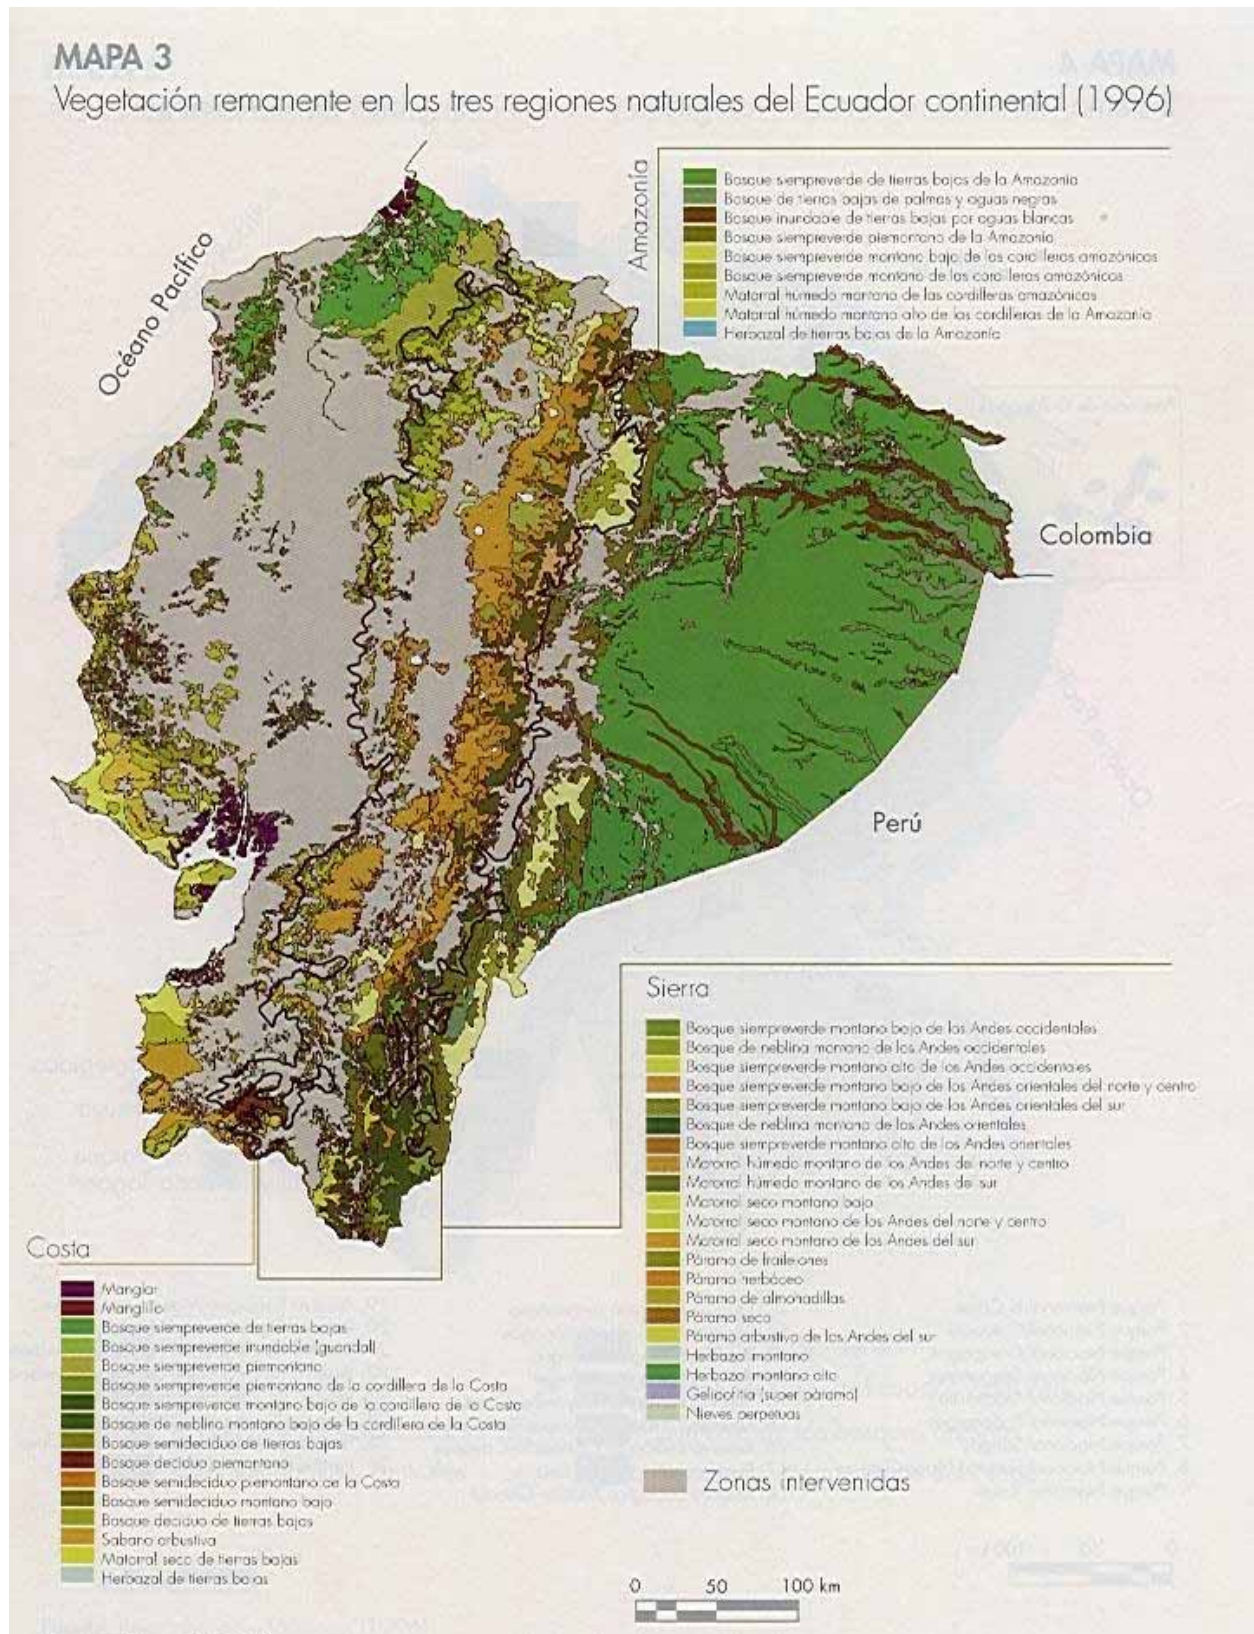 MAPA 3
Vegetación remanente en las tres regiones naturales del Ecuador continental (1996)
Océano Pacífico
Amazonía
Bosque siempreverde de tierras bajas de la Amazonía
Bosque de tierras bajas de palmas y aguas negras
Bosque inundable de tierras bajas por aguas blancas
Bosque siempreverde piemontano de la Amazonía
Bosque siempreverde montano bajo de las cordilleras amazónicas
Bosque siempreverde montano de las cordilleras amazónicas
Matorral húmedo montano de las cordilleras amazónicas
Matorral húmedo montano alto de las cordilleras de la Amazonía
Herbazal de tierras bajas de la Amazonía
Colombia
Perú
Sierra
Bosque siempreverde montano bajo de los Andes occidentales
Bosque de neblina montano de los Andes occidentales
Bosque siempreverde montano alto de los Andes occidentales
Bosque siempreverde montano bajo de los Andes orientales del norte y centro
Bosque siempreverde montano bajo de los Andes orientales del sur
Bosque de neblina montano de los Andes orientales
Bosque siempreverde montano alto de los Andes orientales
Matorral húmedo montano de los Andes del norte y centro
Matorral húmedo montano de los Andes del sur
Matorral seco montano bajo
Matorral seco montano de los Andes del norte y centro
Matorral seco montano de los Andes del sur
Páramo de frailejones
Páramo herbáceo
Páramo de almohadillas
Páramo seco
Páramo arbustivo de los Andes del sur
Herbazal montano
Herbazal montano alto
Gelidofitia (super páramo)
Nieves perpetuas
Zonas intervenidas
Costa
Manglar
Manglillo
Bosque siempreverde de tierras bajas
Bosque siempreverde inundable (guandal)
Bosque siempreverde piemontano
Bosque siempreverde piemontano de la cordillera de la Costa
Bosque siempreverde montano bajo de la cordillera de la Costa
Bosque de neblina montano bajo de la cordillera de la Costa
Bosque semideciduo de tierras bajas
Bosque deciduo piemontano
Bosque semideciduo piemontano de la Costa
Bosque semideciduo montano bajo
Bosque deciduo de tierras bajas
Sabana arbustiva
Matorral seco de tierras bajas
Herbazal de tierras bajas
0 50 100 km